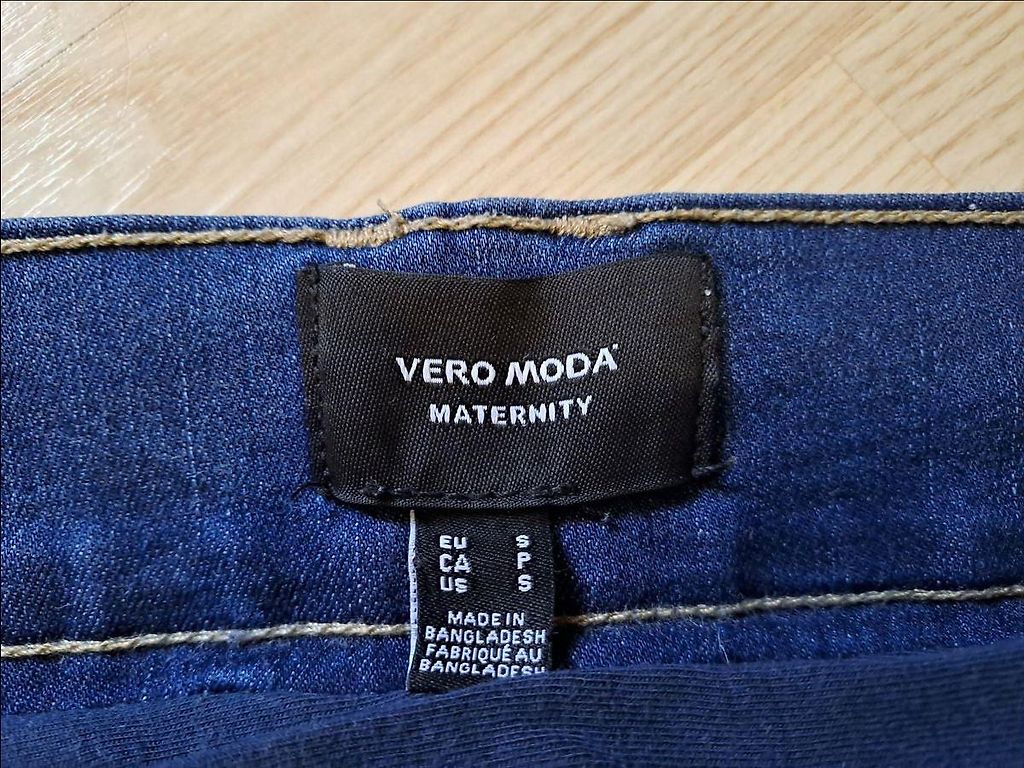 VERO MODA
MATERNITY
EU S
CA P
US S
MADE IN
BANGLADESH
FABRIQUÉ AU
BANGLADESH